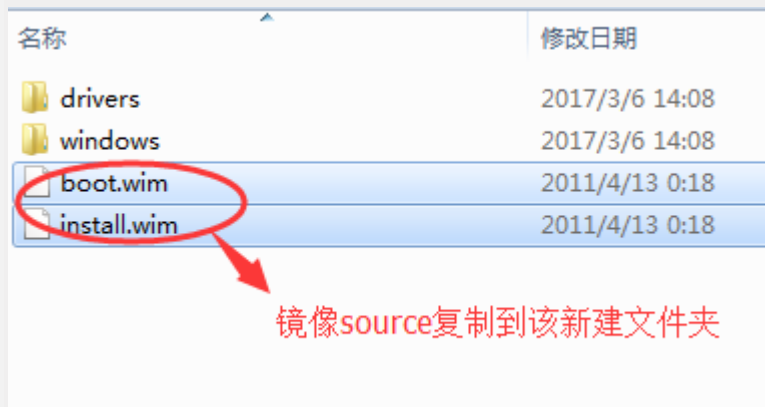 名称 修改日期
drivers 2017/3/6 14:08
windows 2017/3/6 14:08
boot.wim 2011/4/13 0:18
install.wim 2011/4/13 0:18
镜像source复制到该新建文件夹